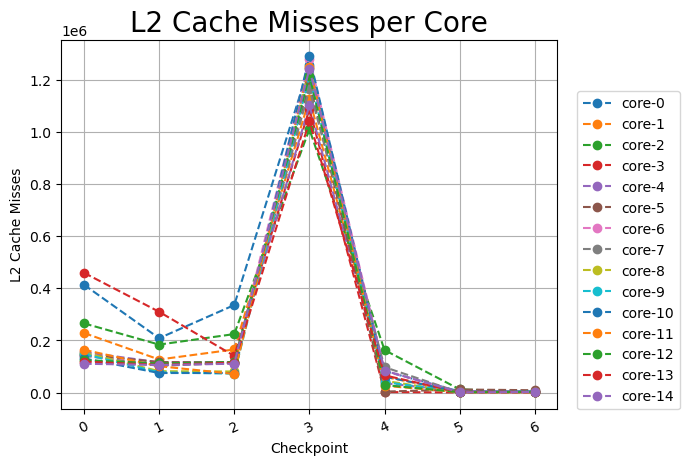 L2 Cache Misses per Core
1e6
1.2
1.0
0.8
0.6
0.4
0.2
0.0
L2 Cache Misses
0
1
2
3
4
5
6
Checkpoint
core-0
core-1
core-2
core-3
core-4
core-5
core-6
core-7
core-8
core-9
core-10
core-11
core-12
core-13
core-14